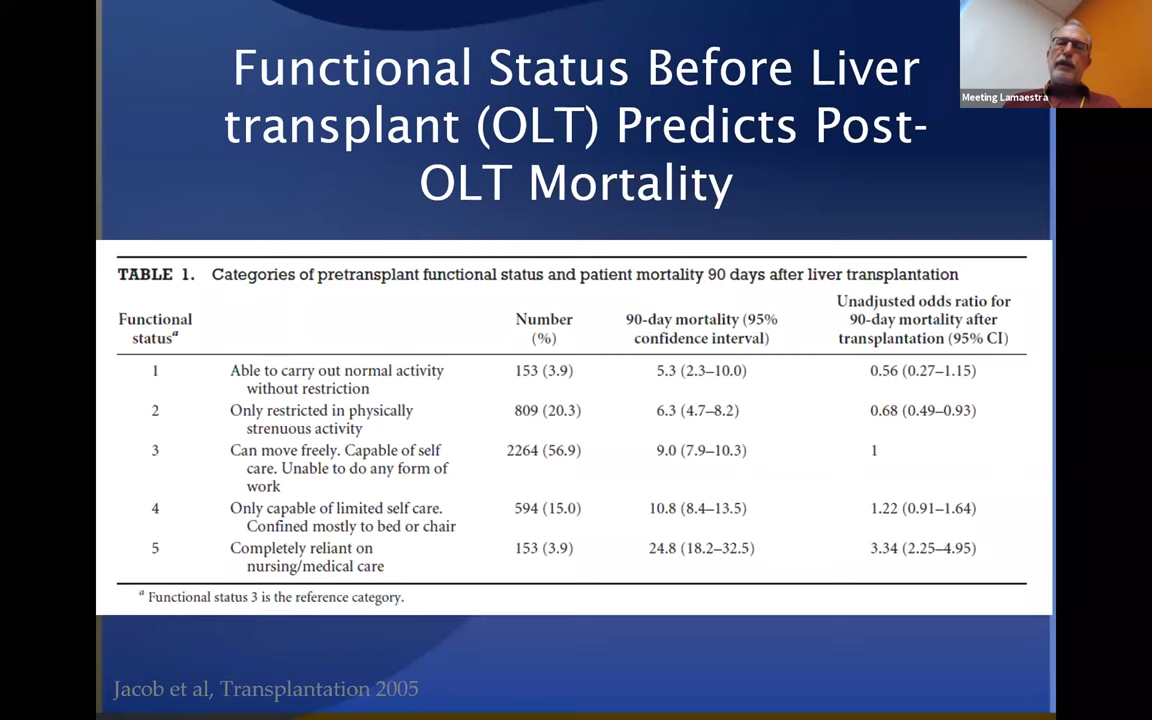 Functional Status Before Liver
transplant (OLT) Predicts Post-
OLT Mortality
Meeting Lamaestra
TABLE 1. Categories of pretransplant functional status and patient mortality 90 days after liver transplantation
Functional statusᵃ Number (%) 90-day mortality (95% confidence interval) Unadjusted odds ratio for 90-day mortality after transplantation (95% CI)
1 Able to carry out normal activity 153 (3.9) 5.3 (2.3–10.0) 0.56 (0.27–1.15)
without restriction
2 Only restricted in physically 809 (20.3) 6.3 (4.7–8.2) 0.68 (0.49–0.93)
strenuous activity
3 Can move freely. Capable of self 2264 (56.9) 9.0 (7.9–10.3) 1
care. Unable to do any form of
work
4 Only capable of limited self care. 594 (15.0) 10.8 (8.4–13.5) 1.22 (0.91–1.64)
Confined mostly to bed or chair
5 Completely reliant on 153 (3.9) 24.8 (18.2–32.5) 3.34 (2.25–4.95)
nursing/medical care
ᵃ Functional status 3 is the reference category.
Jacob et al, Transplantation 2005